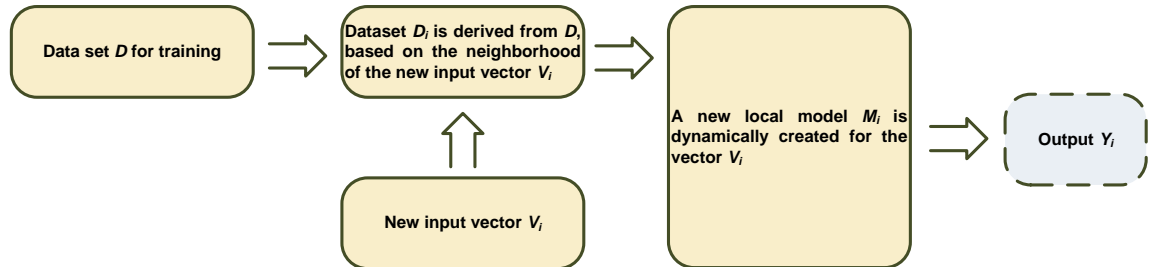 Data set D for training
Dataset Di is derived from D,
based on the neighborhood
of the new input vector Vi
New input vector Vi
A new local model Mi is
dynamically created for the
vector Vi
Output Yi